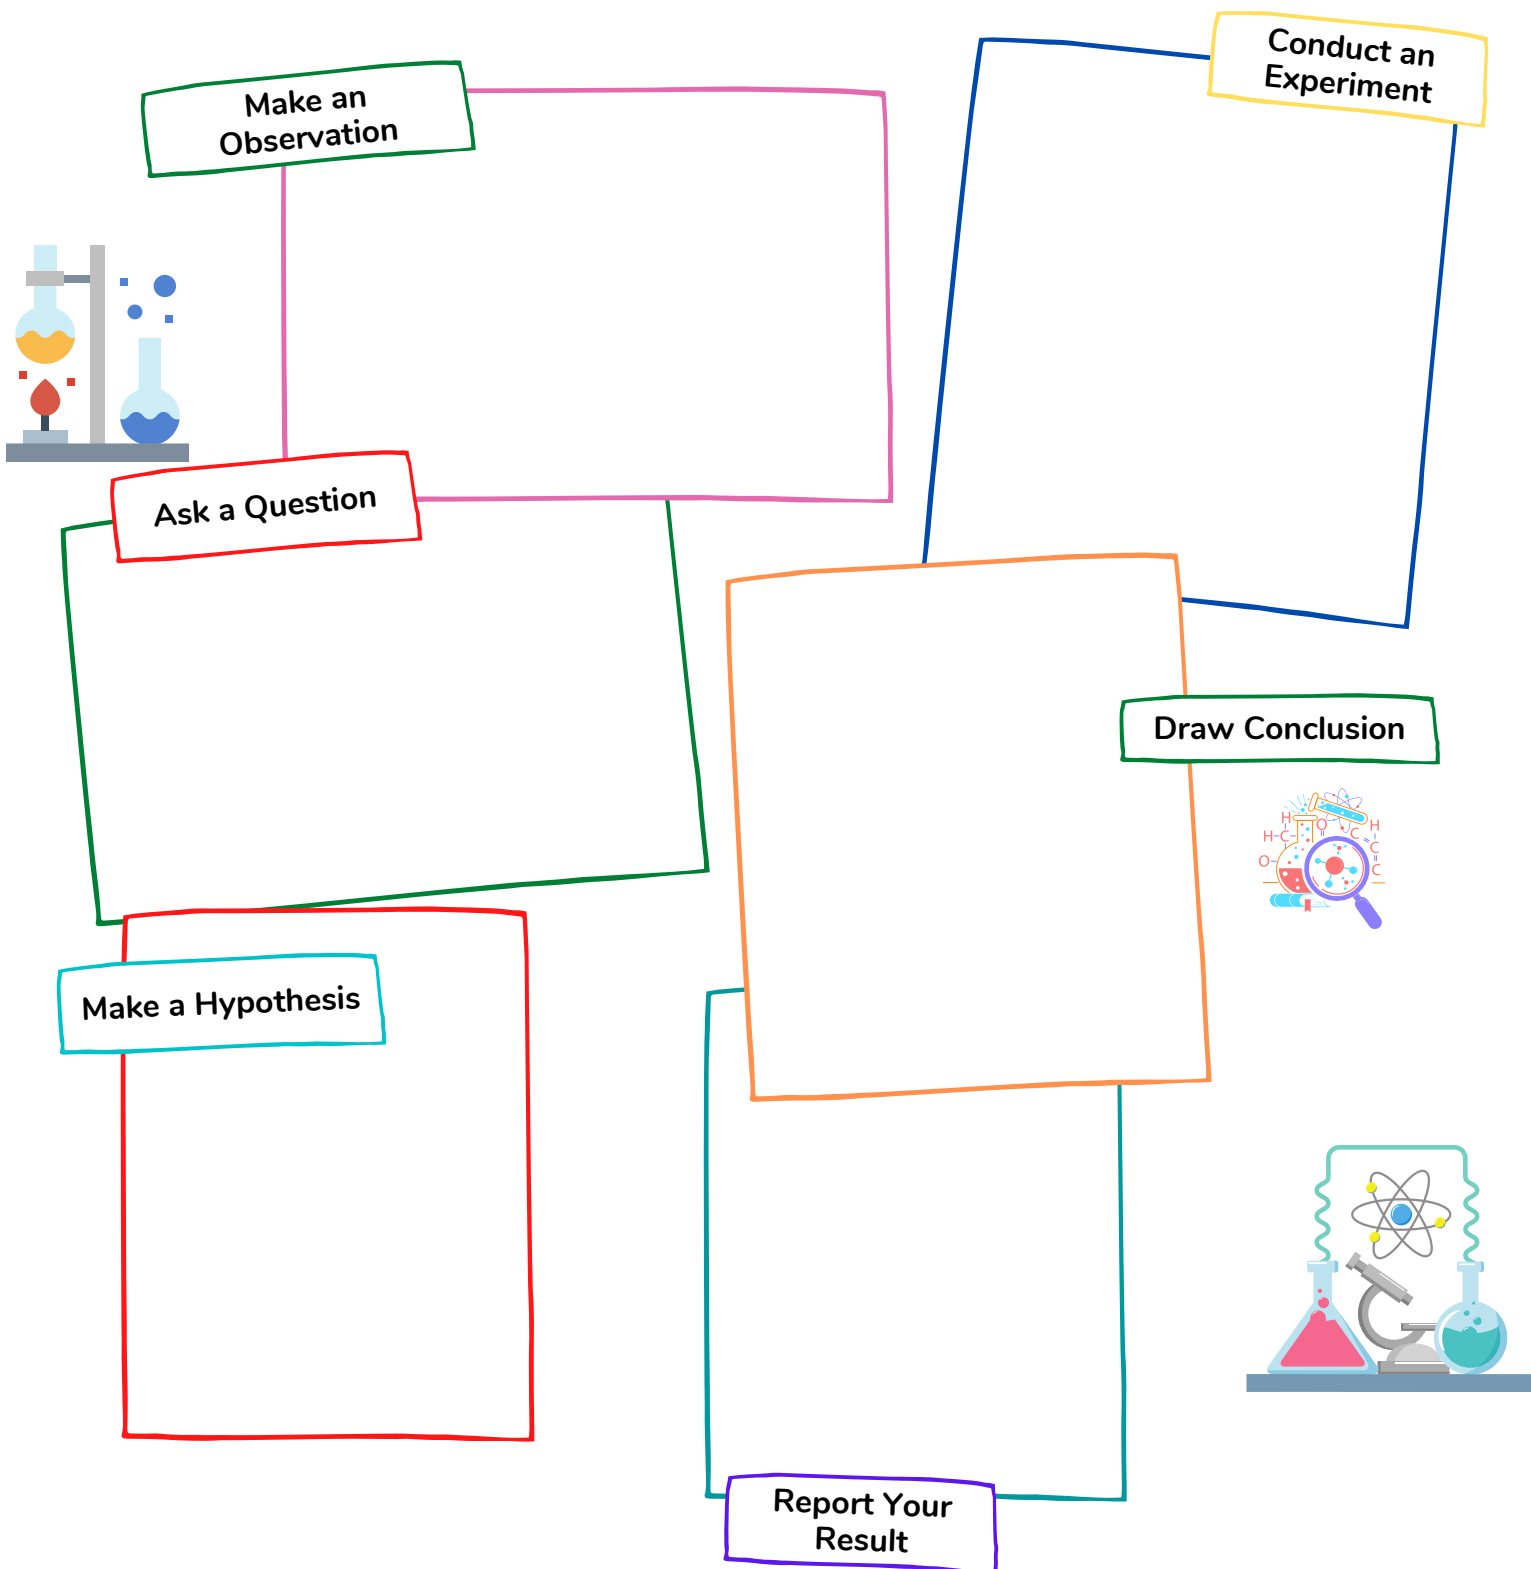 Make an
Observation
Ask a Question
Make a Hypothesis
Conduct an
Experiment
Draw Conclusion
H
H-C
O
O
C
H
C
C
Report Your
Result